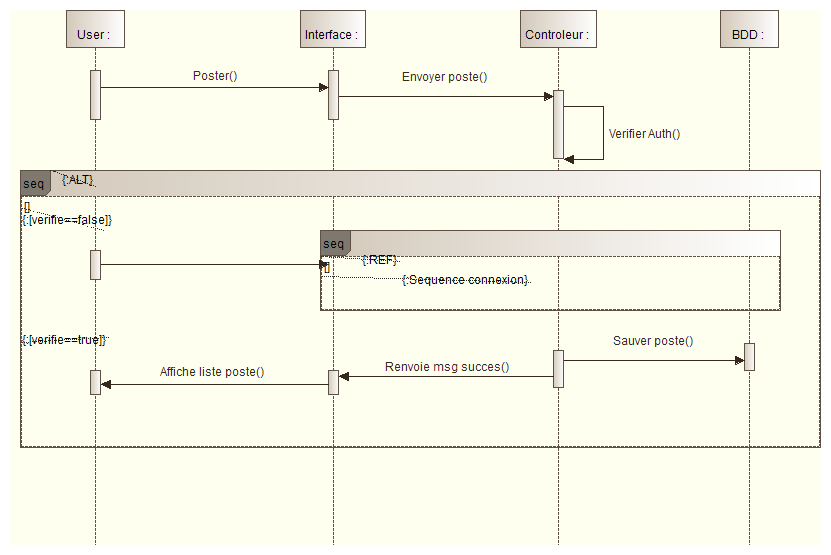 User :
Interface :
Controleur :
BDD :
Poster()
Envoyer poste()
Verifier Auth()
seq
{:ALT}
[]
{:[verifie==false]}
seq
{:REF}
[]
{:Sequence connexion}
{:[verifie==true]}
Sauver poste()
Renvoie msg succes()
Affiche liste poste()